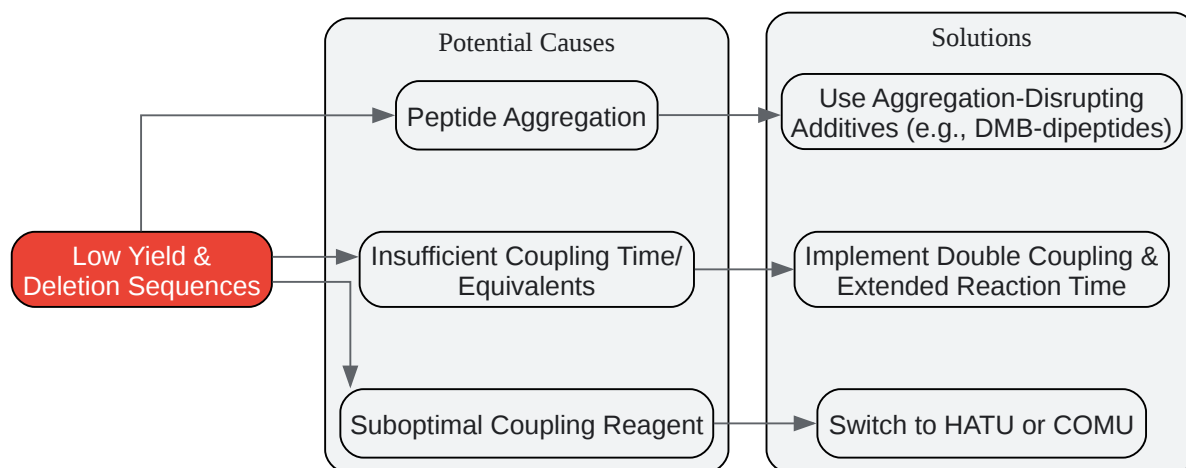 Potential Causes
Solutions
Peptide Aggregation
Use Aggregation-Disrupting
Additives (e.g., DMB-dipeptides)
Low Yield &
Deletion Sequences
Insufficient Coupling Time/
Equivalents
Implement Double Coupling &
Extended Reaction Time
Suboptimal Coupling Reagent
Switch to HATU or COMU